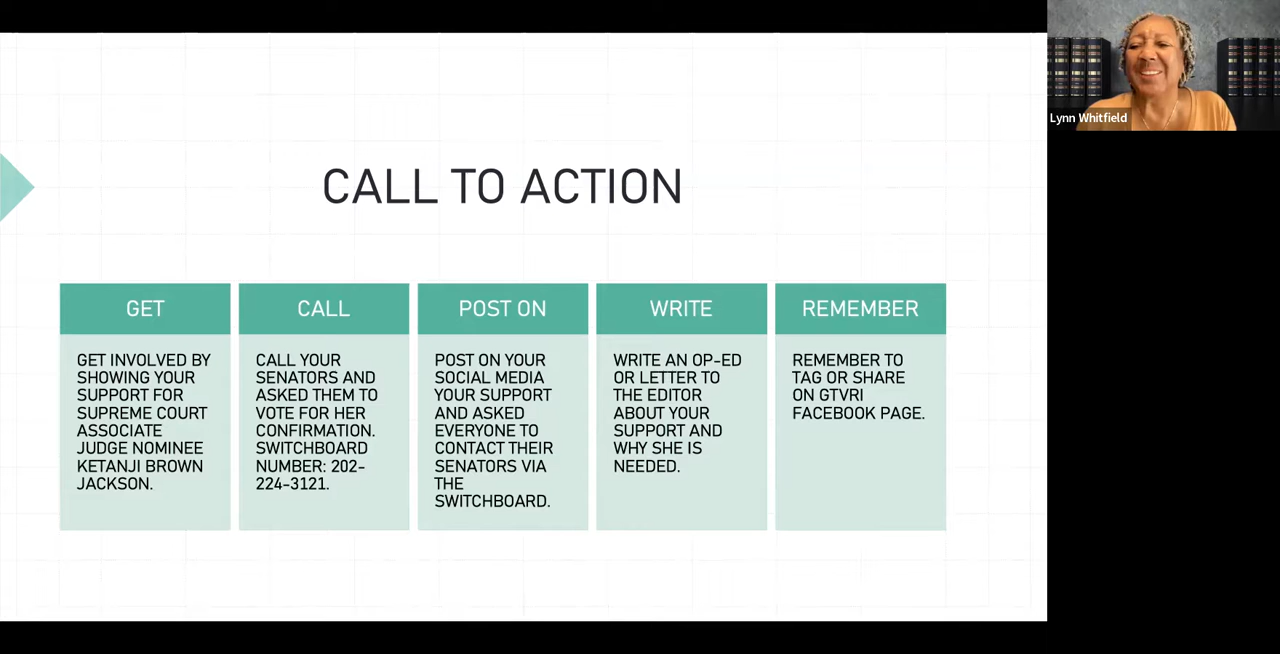 CALL TO ACTION
GET
GET INVOLVED BY
SHOWING YOUR
SUPPORT FOR
SUPREME COURT
ASSOCIATE
JUDGE NOMINEE
KETANJI BROWN
JACKSON.
CALL
CALL YOUR
SENATORS AND
ASKED THEM TO
VOTE FOR HER
CONFIRMATION.
SWITCHBOARD
NUMBER: 202-
224-3121.
POST ON
POST ON YOUR
SOCIAL MEDIA
YOUR SUPPORT
AND ASKED
EVERYONE TO
CONTACT THEIR
SENATORS VIA
THE
SWITCHBOARD.
WRITE
WRITE AN OP-ED
OR LETTER TO
THE EDITOR
ABOUT YOUR
SUPPORT AND
WHY SHE IS
NEEDED.
REMEMBER
REMEMBER TO
TAG OR SHARE
ON GTVRI
FACEBOOK PAGE.
Lynn Whitfield